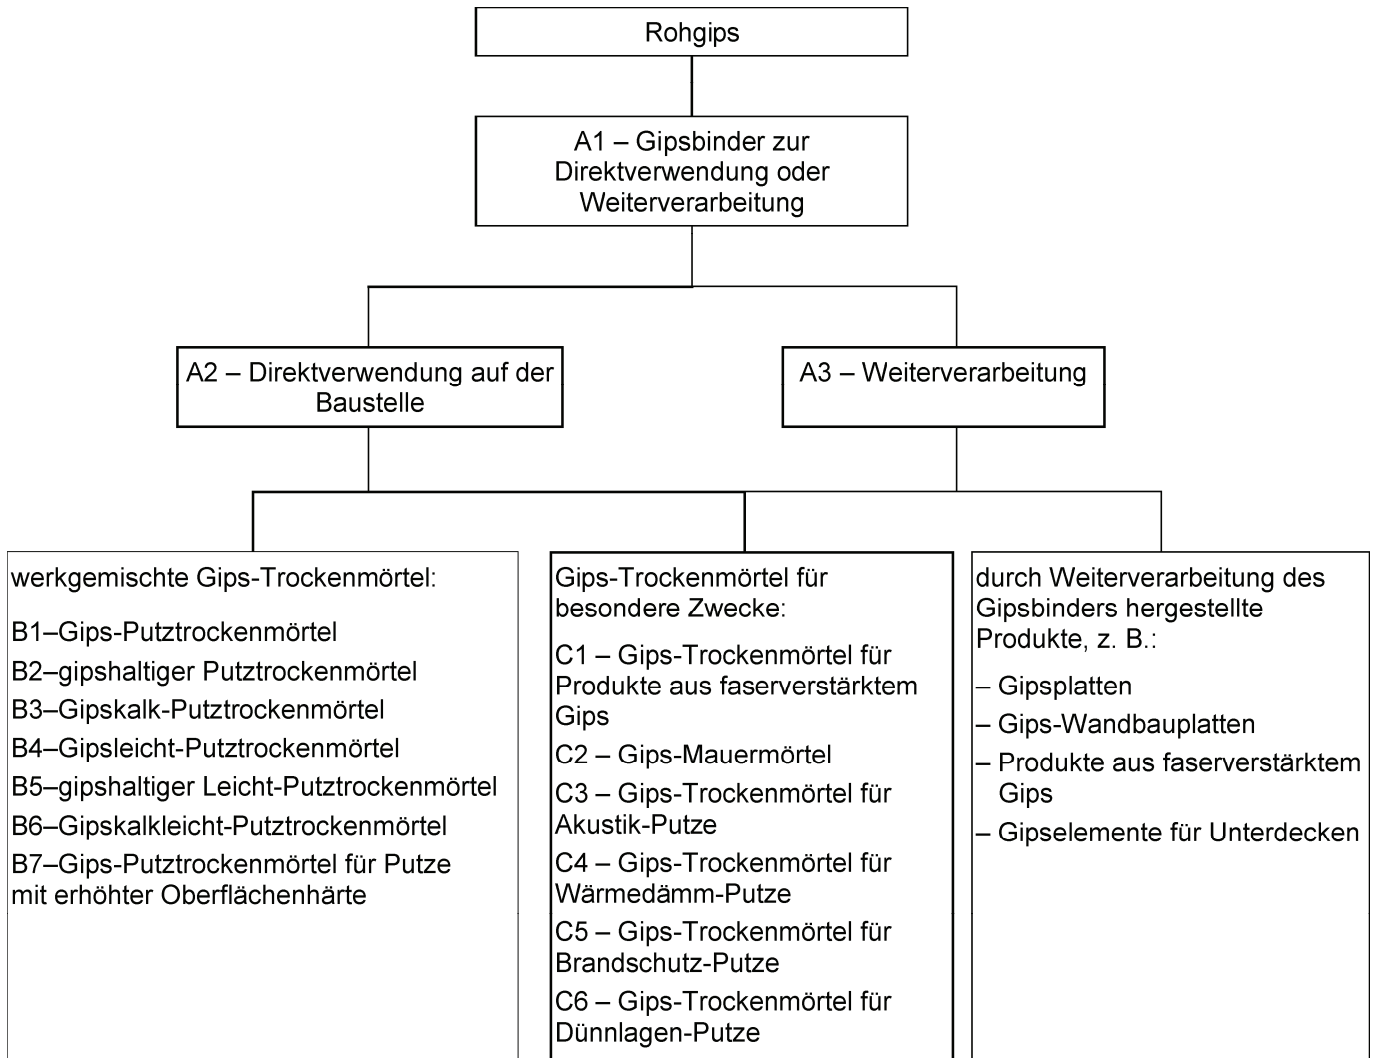 Rohgips
A1 – Gipsbinder zur
Direktverwendung oder
Weiterverarbeitung
A2 – Direktverwendung auf der
Baustelle
A3 – Weiterverarbeitung
werkgemischte Gips-Trockenmörtel:
B1–Gips-Putztrockenmörtel
B2–gipshaltiger Putztrockenmörtel
B3–Gipskalk-Putztrockenmörtel
B4–Gipsleicht-Putztrockenmörtel
B5–gipshaltiger Leicht-Putztrockenmörtel
B6–Gipskalkleicht-Putztrockenmörtel
B7–Gips-Putztrockenmörtel für Putze
mit erhöhter Oberflächenhärte
Gips-Trockenmörtel für
besondere Zwecke:
C1 – Gips-Trockenmörtel für
Produkte aus faserverstärktem
Gips
C2 – Gips-Mauermörtel
C3 – Gips-Trockenmörtel für
Akustik-Putze
C4 – Gips-Trockenmörtel für
Wärmedämm-Putze
C5 – Gips-Trockenmörtel für
Brandschutz-Putze
C6 – Gips-Trockenmörtel für
Dünnlagen-Putze
durch Weiterverarbeitung des
Gipsbinders hergestellte
Produkte, z. B.:
– Gipsplatten
– Gips-Wandbauplatten
– Produkte aus faserverstärktem
Gips
– Gipselemente für Unterdecken